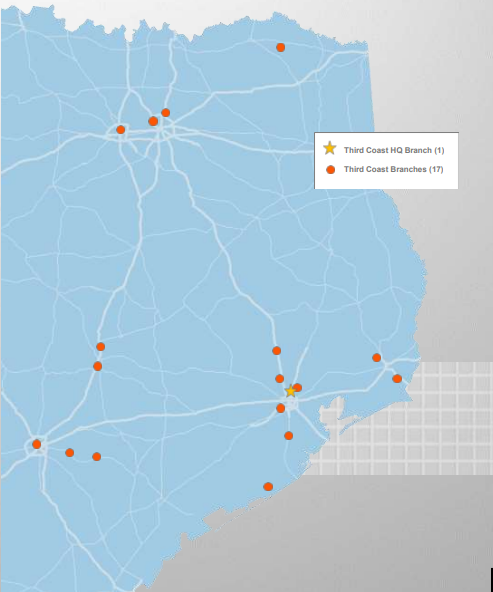 Third Coast HQ Branch (1)
Third Coast Branches (17)